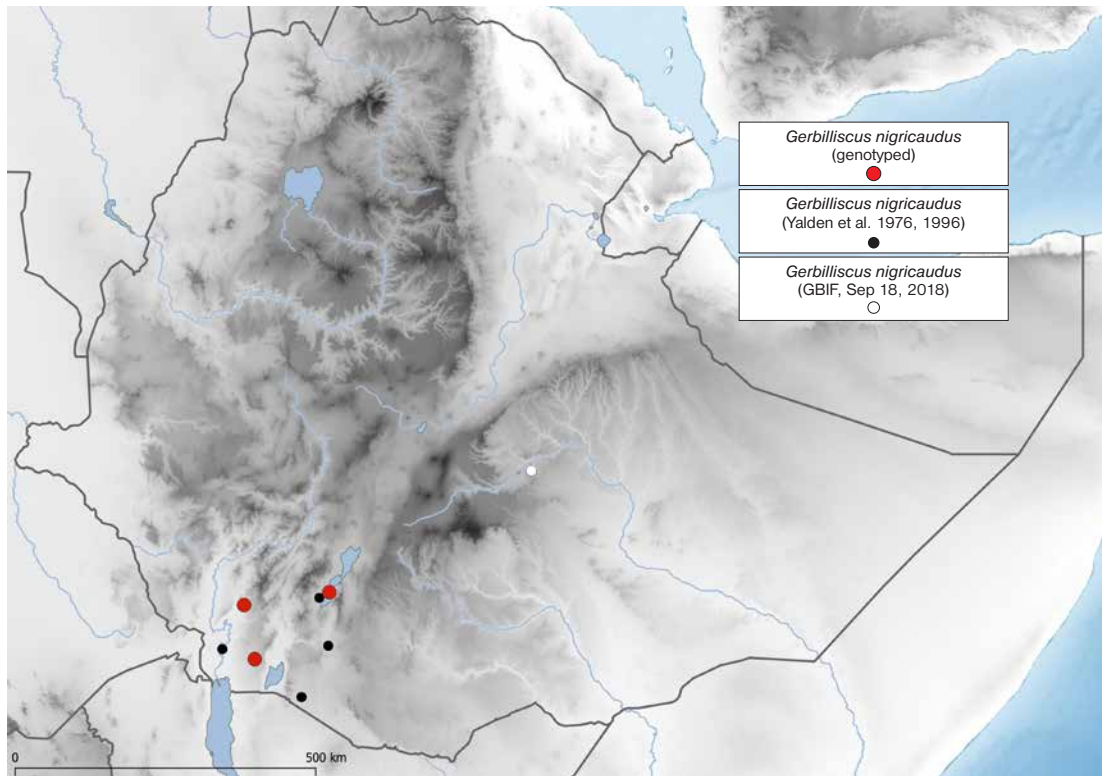 Gerbilliscus nigricaudus
(genotyped)
Gerbilliscus nigricaudus
(Yalden et al. 1976, 1996)
Gerbilliscus nigricaudus
(GBIF, Sep 18, 2018)
0 500 km